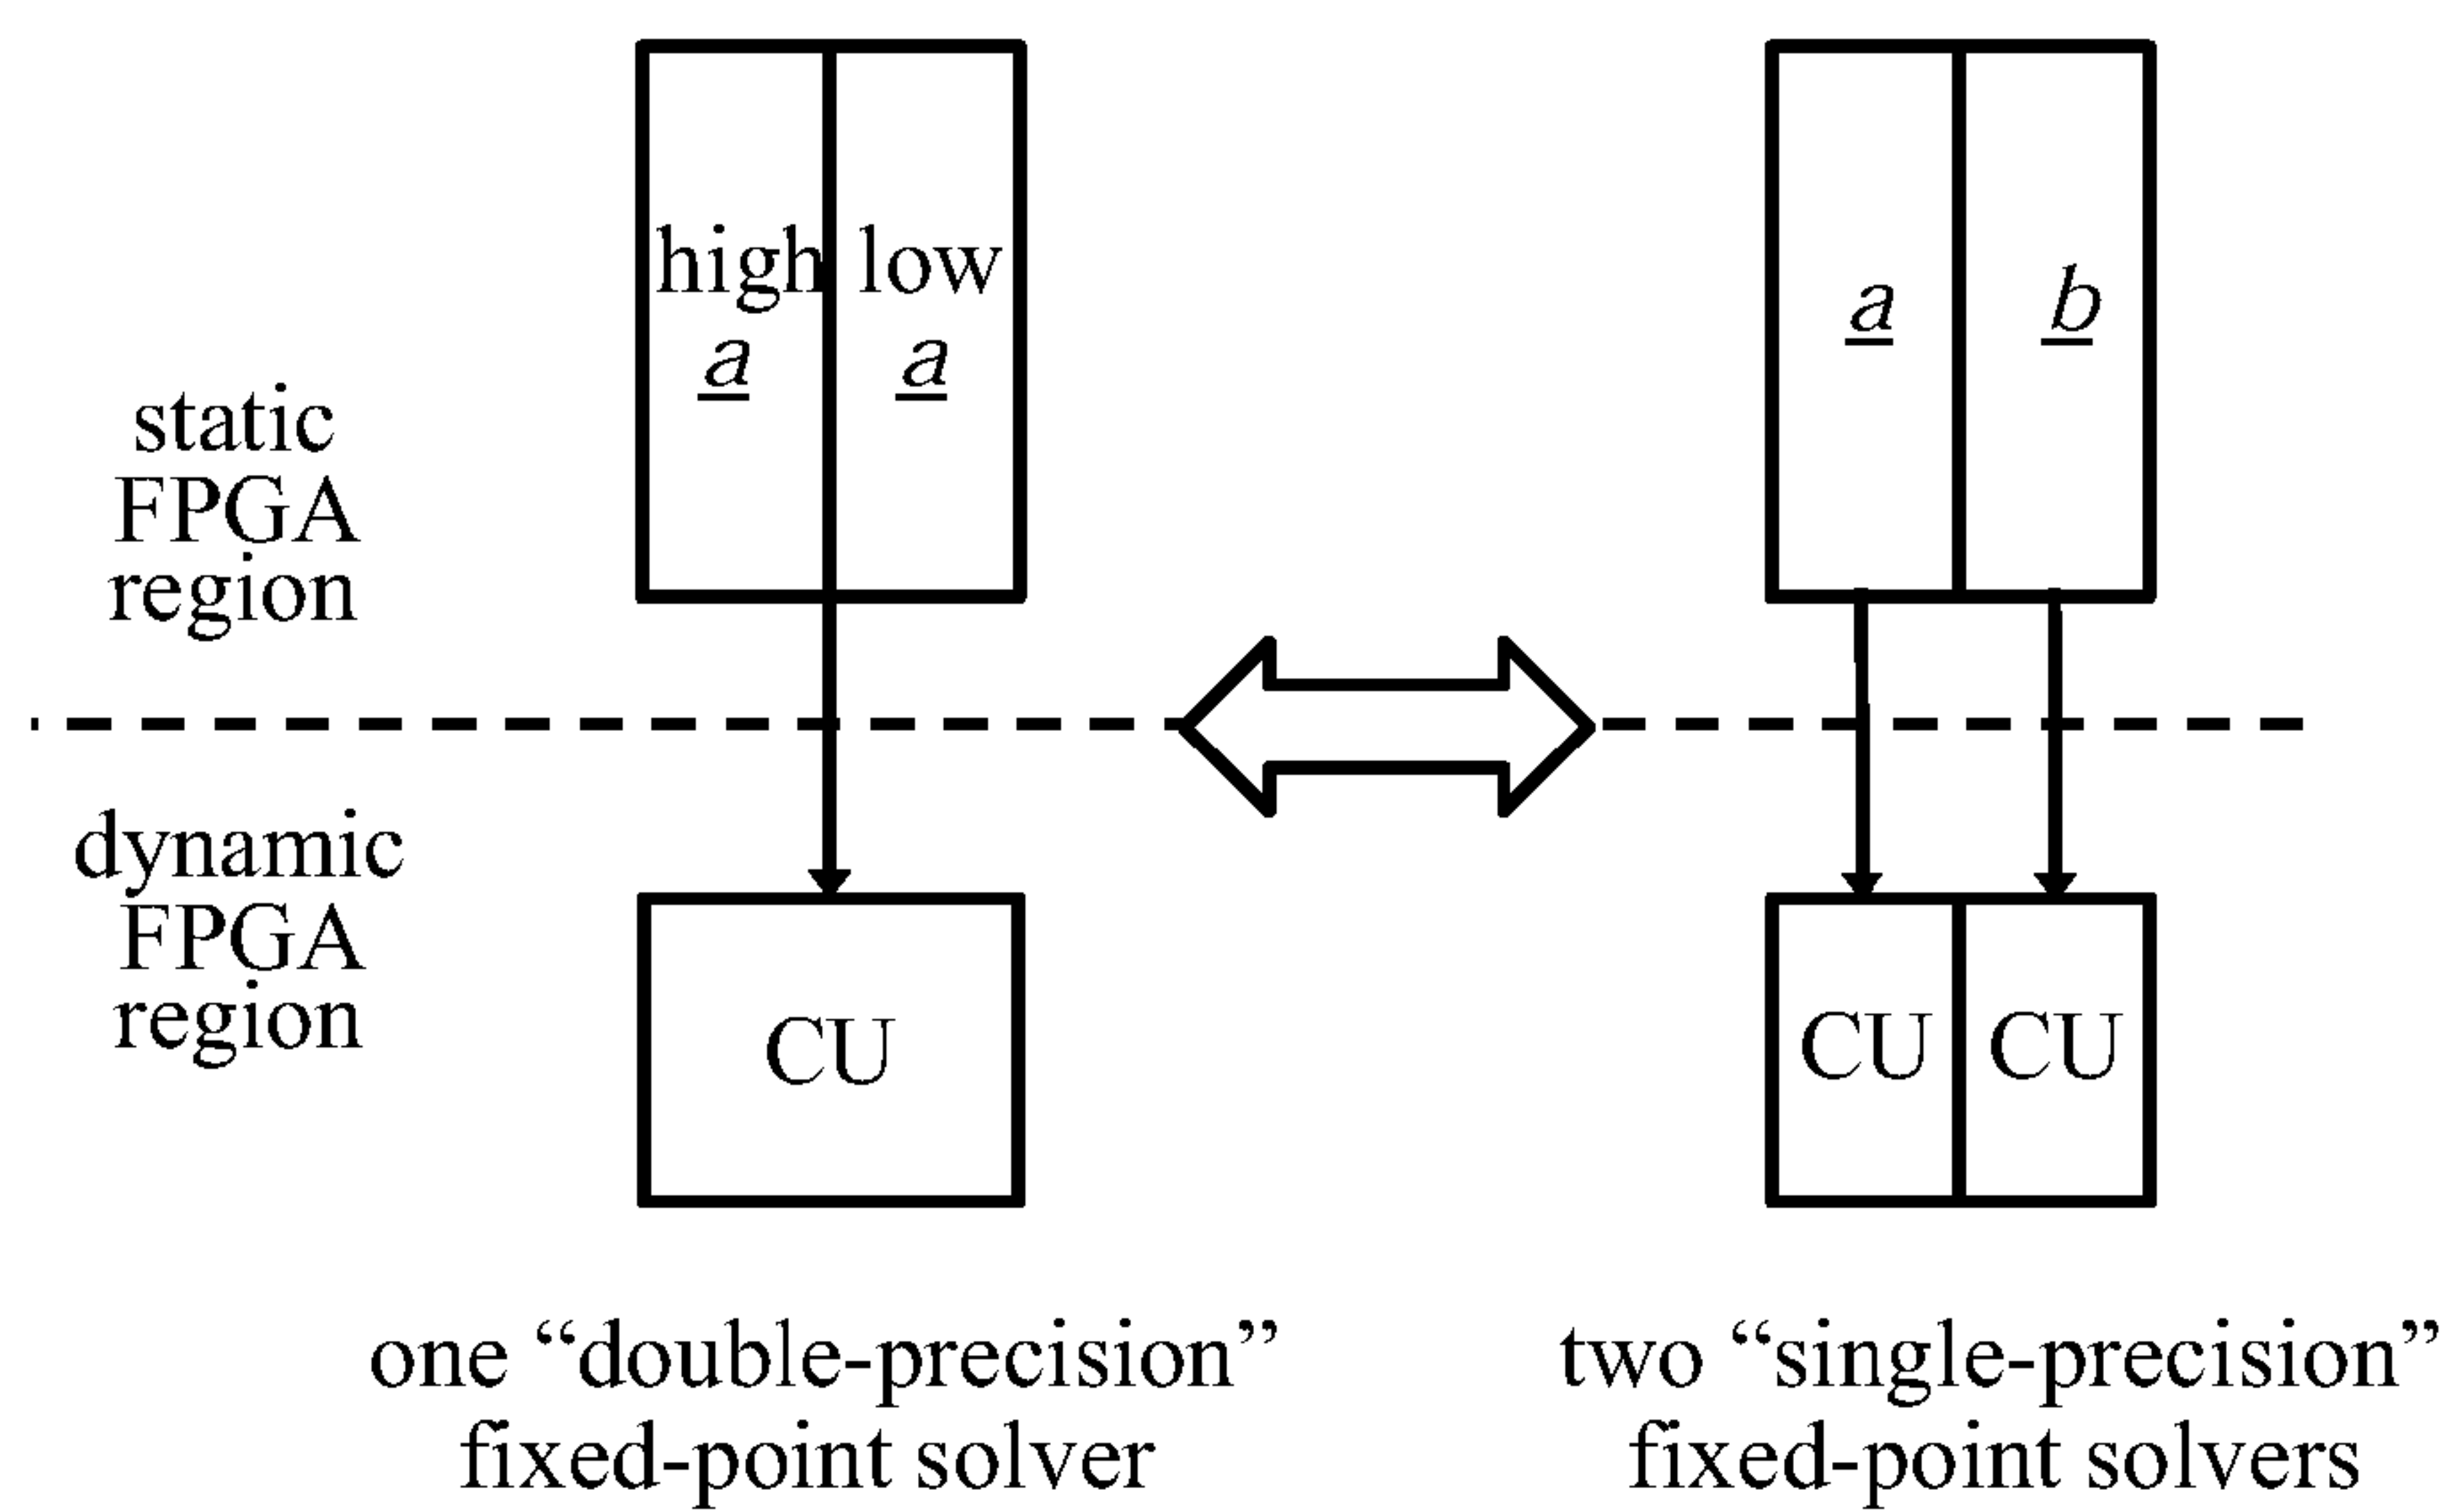 high low
a a
a b
static
FPGA
region
dynamic
FPGA
region
CU
CU CU
one “double-precision”
fixed-point solver
two “single-precision”
fixed-point solvers